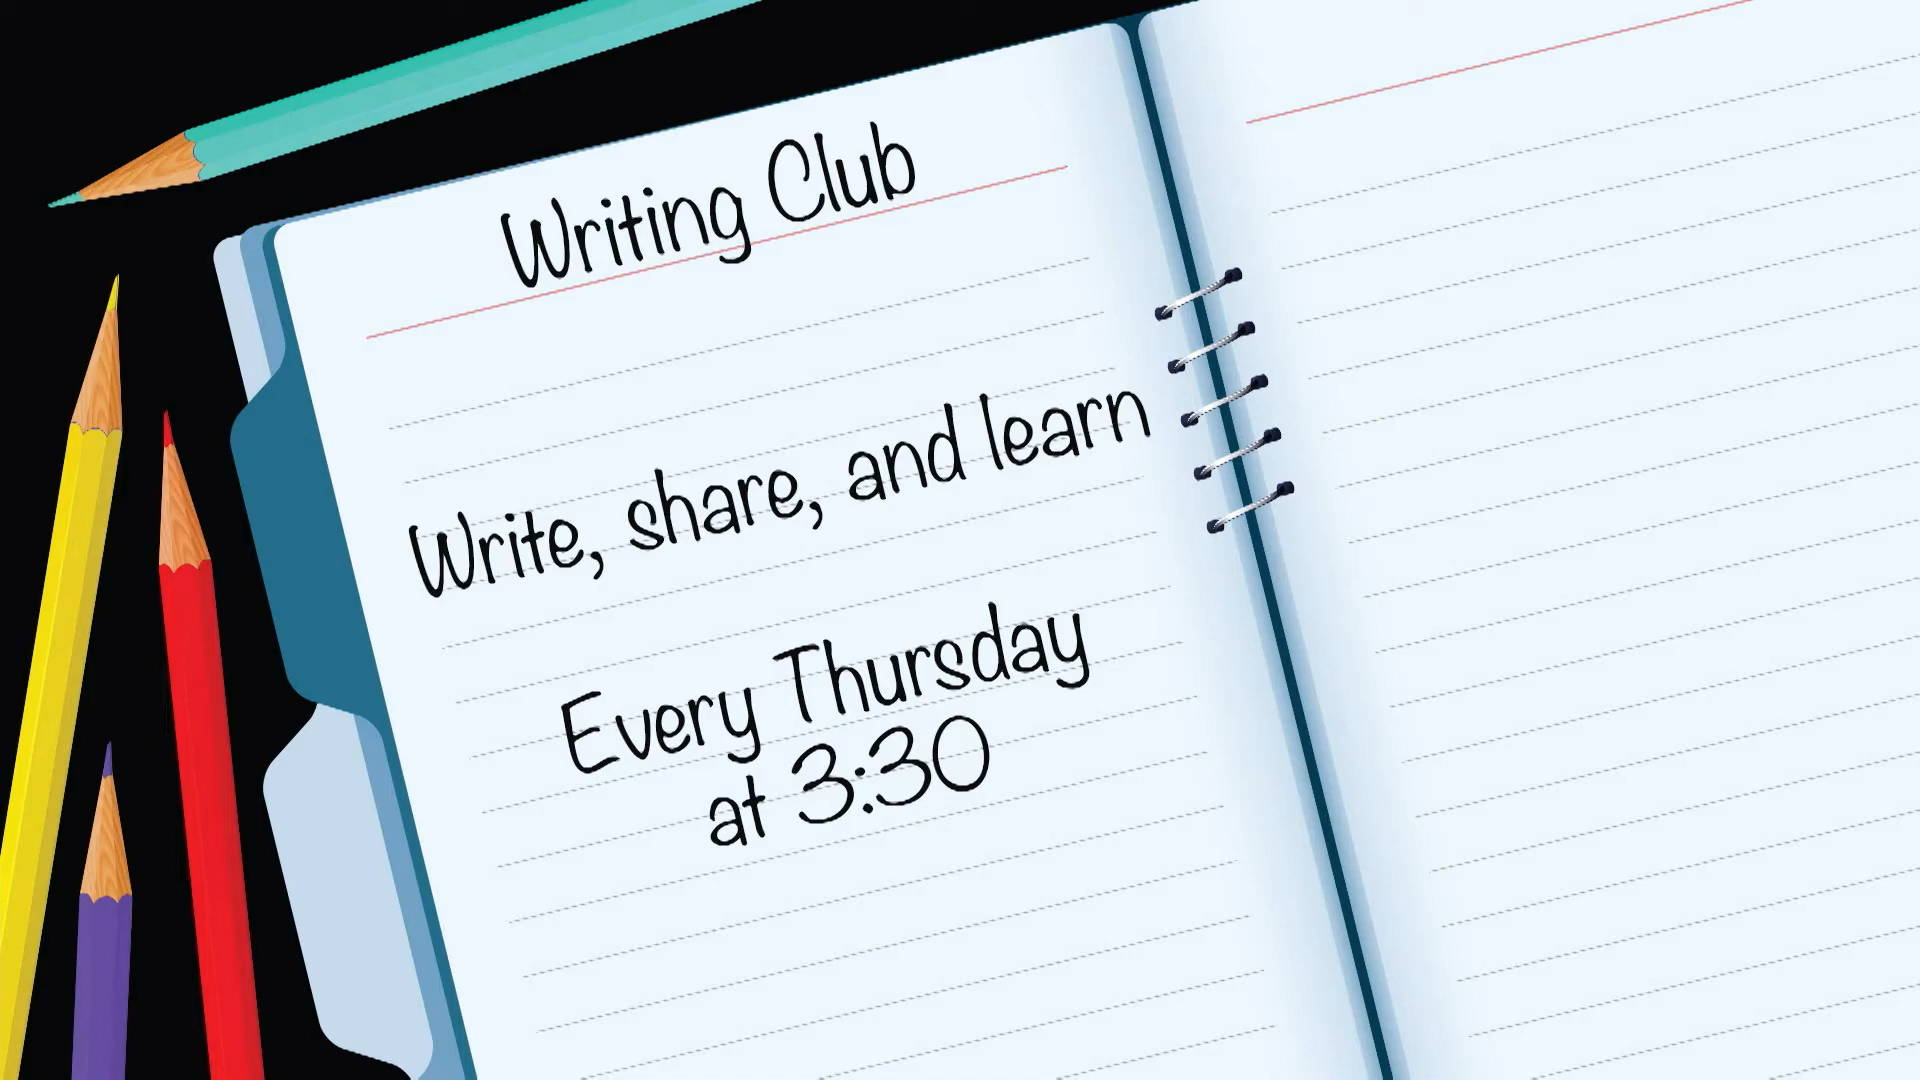 Writing Club
Write, share, and learn
Every Thursday
at 3:30